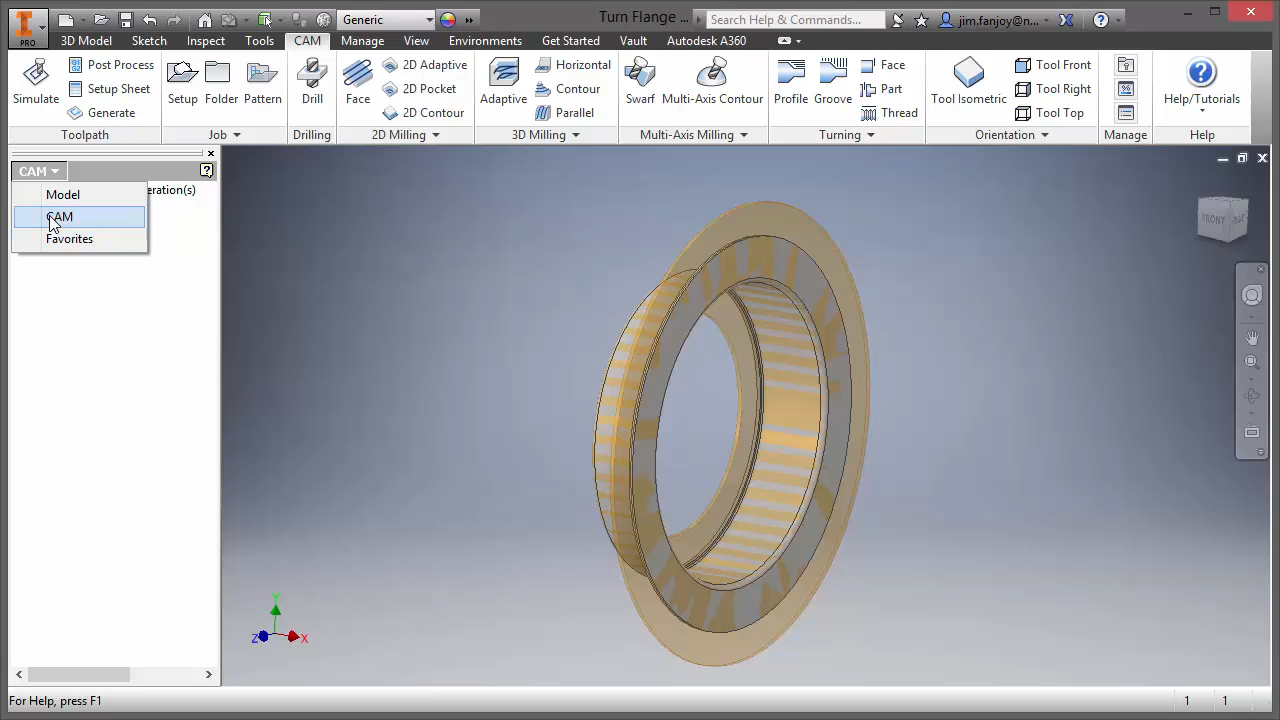 PRO
Generic
Turn Flange ...
Search Help & Commands...
jim.fanjoy@n...
3D Model Sketch Inspect Tools CAM Manage View Environments Get Started Vault Autodesk A360
Simulate
Post Process
Setup Sheet
Generate
Toolpath
Setup
Folder
Pattern
Job
Drill
Drilling
Face
2D Adaptive
2D Pocket
2D Contour
2D Milling
Adaptive
Horizontal
Contour
Parallel
3D Milling
Swarf
Multi-Axis Contour
Multi-Axis Milling
Profile
Groove
Face
Part
Thread
Turning
Tool Isometric
Tool Front
Tool Right
Tool Top
Orientation
Manage
Help/Tutorials
Help
CAM
eration(s)
Model
CAM
Favorites
FRONT
Y
Z
X
For Help, press F1
1 1